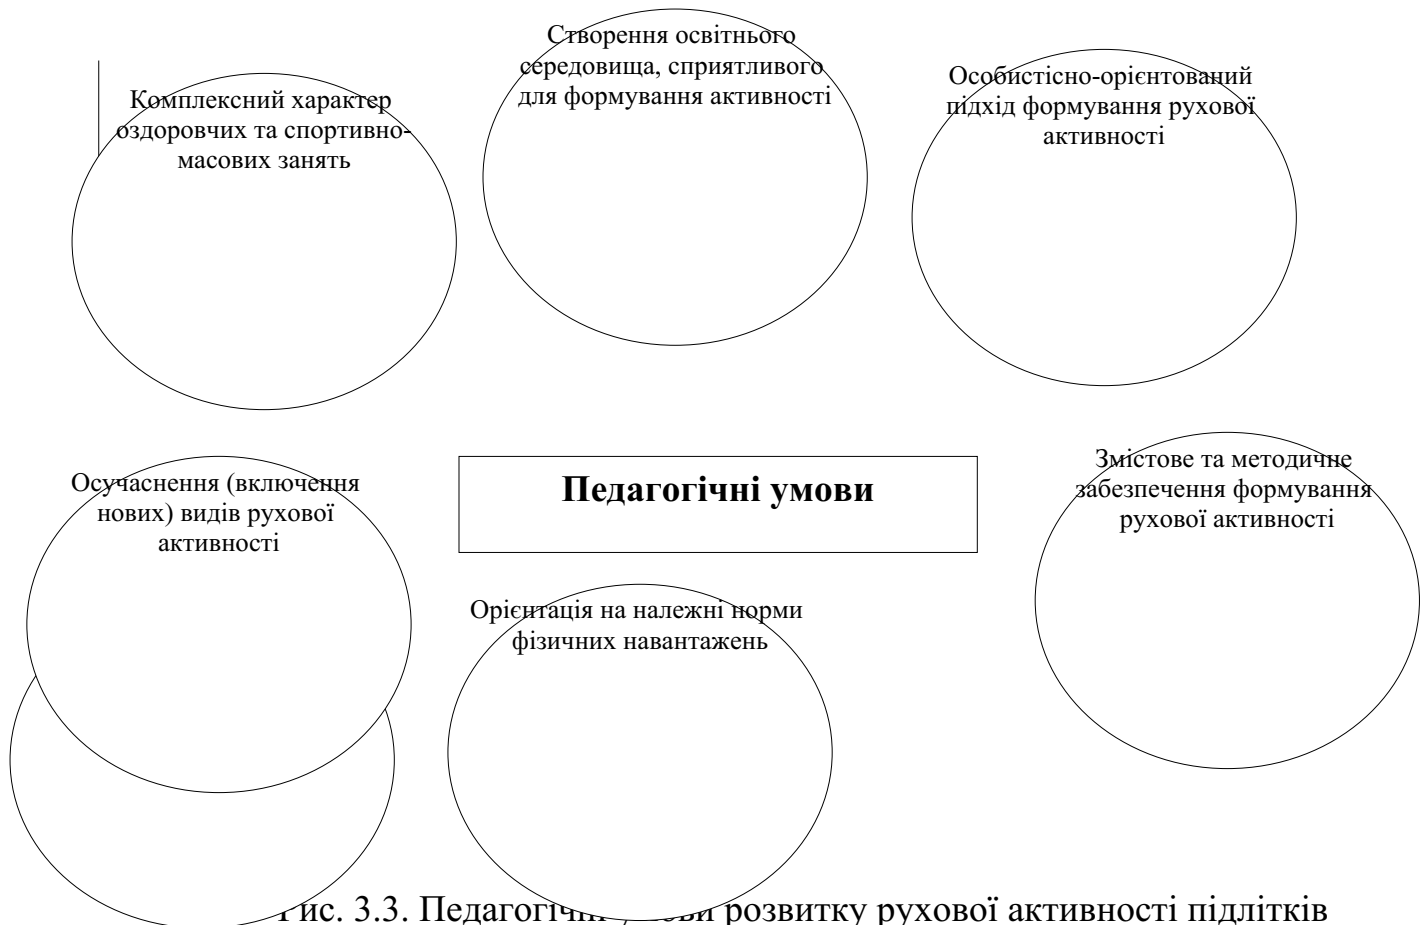 Створення освітнього
середовища, сприятливого
для формування активності
Комплексний характер
оздоровчих та спортивно-
масових занять
Особистісно-орієнтований
підхід формування рухової
активності
Осучаснення (включення
нових) видів рухової
активності
Педагогічні умови
Змістове та методичне
забезпечення формування
рухової активності
Орієнтація на належні норми
фізичних навантажень
Рис. 3.3. Педагогічні умови розвитку рухової активності підлітків